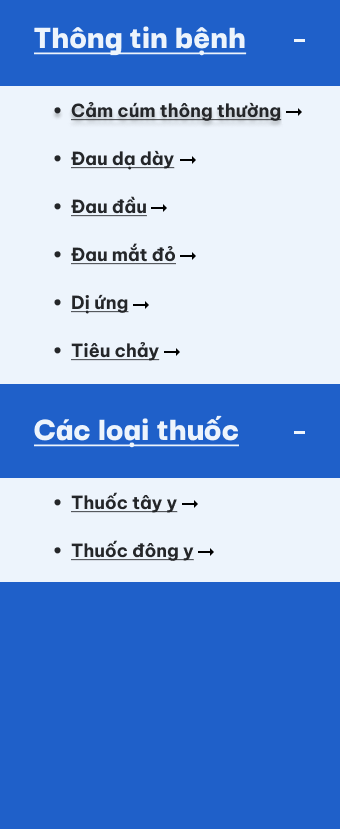 Thông tin bệnh –
• Cảm cúm thông thường →
• Đau dạ dày →
• Đau đầu →
• Đau mắt đỏ →
• Dị ứng →
• Tiêu chảy →
Các loại thuốc –
• Thuốc tây y →
• Thuốc đông y →